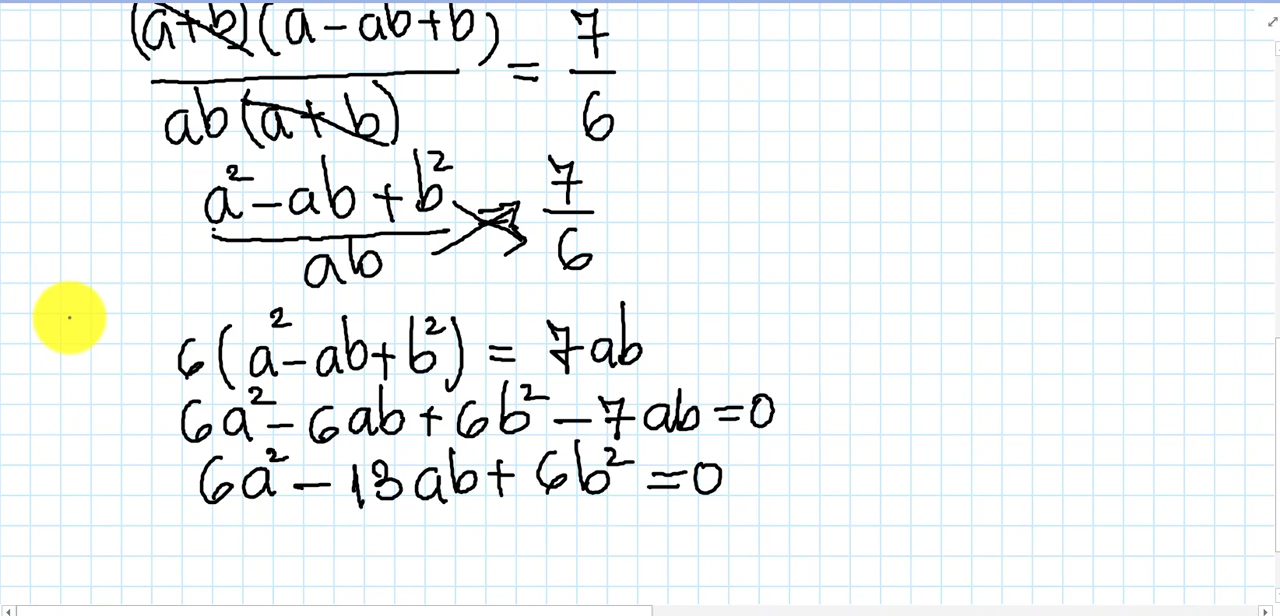 (a+b)(a-ab+b) / ab(a+b) = 7/6
a²-ab+b² / ab 7/6
6(a²-ab+b²) = 7ab
6a²-6ab+6b²-7ab=0
6a²-13ab+6b²=0